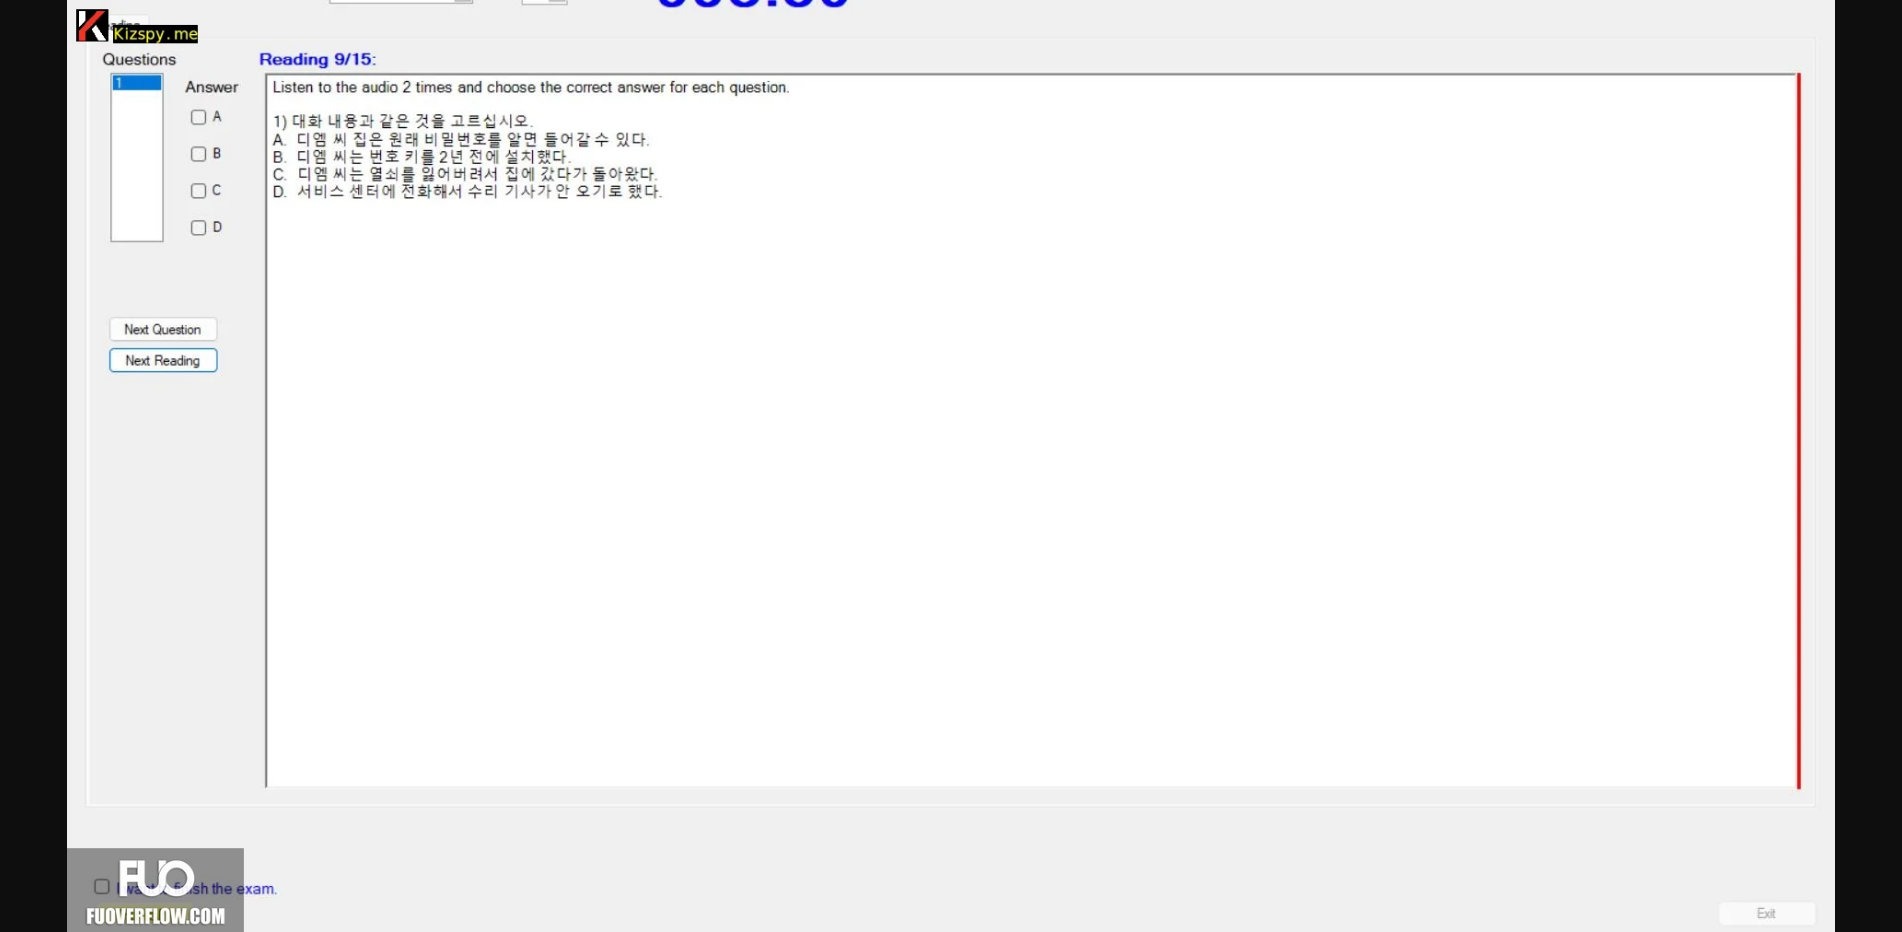 Kizspy.me
Questions
Reading 9/15:
1
Answer
Listen to the audio 2 times and choose the correct answer for each question.
A
B
C
D
1) 대화 내용과 같은 것을 고르십시오.
A. 디엠 씨 집은 원래 비밀번호를 알면 들어갈 수 있다.
B. 디엠 씨는 번호 키를 2년 전에 설치했다.
C. 디엠 씨는 열쇠를 잃어버려서 집에 갔다가 돌아왔다.
D. 서비스 센터에 전화해서 수리 기사가 안 오기로 했다.
Next Question
Next Reading
FUO
the exam.
FUOVERFLOW.COM
Exit